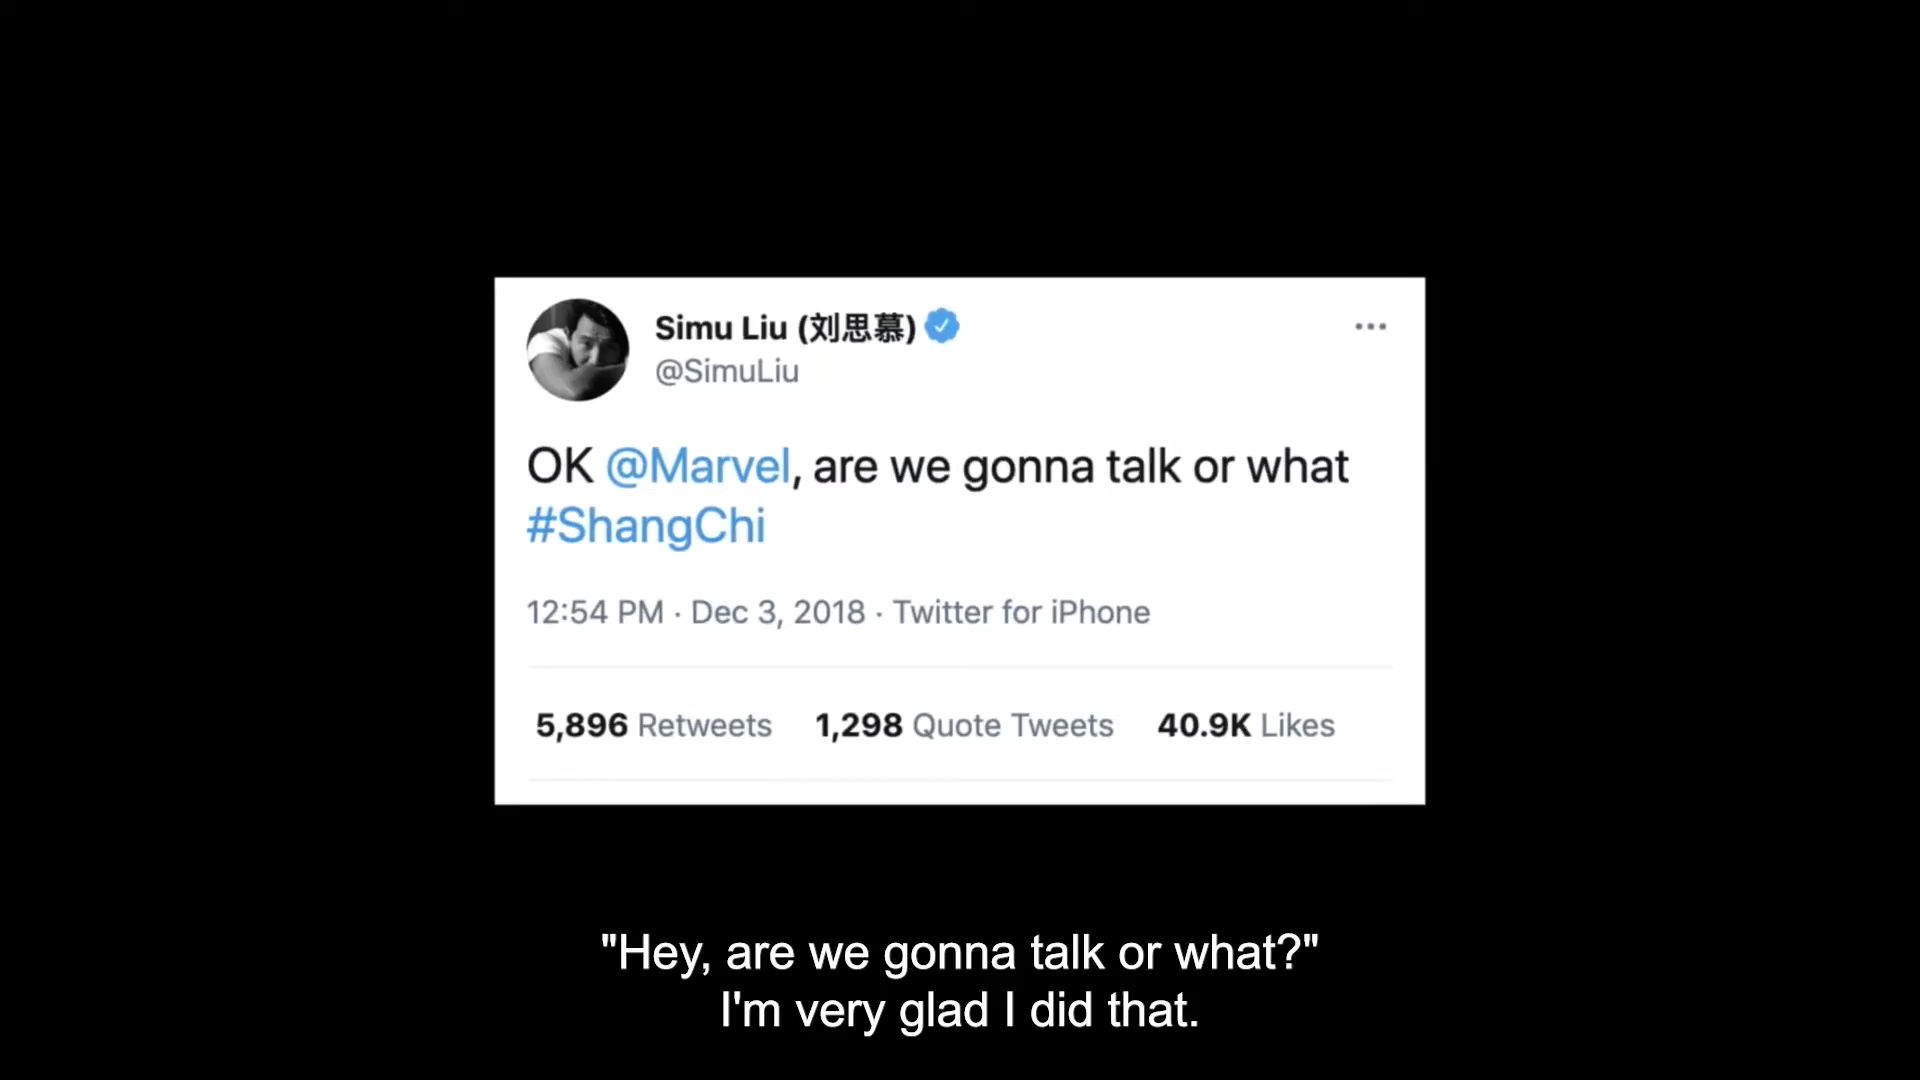 Simu Liu (刘思慕)
@SimuLiu
OK @Marvel, are we gonna talk or what
#ShangChi
12:54 PM · Dec 3, 2018 · Twitter for iPhone
5,896 Retweets 1,298 Quote Tweets 40.9K Likes
"Hey, are we gonna talk or what?"
I'm very glad I did that.